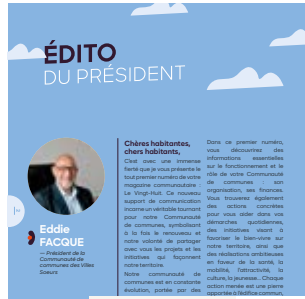 ÉDITO
DU PRÉSIDENT
Eddie
FACQUE
— Président de la
Communauté de
communes des Villes
Sœurs
Chères habitantes,
chers habitants,
C'est avec une immense
fierté que je vous présente le
tout premier numéro de votre
magazine communautaire :
Le Vingt-Huit. Ce nouveau
support de communication
incarne un véritable tournant
pour notre Communauté
de communes, symbolisant
à la fois le renouveau et
notre volonté de partager
avec vous les projets et les
initiatives qui façonnent
notre territoire.
Notre communauté de
communes est en constante
évolution, portée par des
Dans ce premier numéro,
vous découvrirez des
informations essentielles
sur le fonctionnement et le
rôle de votre Communauté
de communes : son
organisation, ses finances.
Vous trouverez également
des actions concrètes
pour vous aider dans vos
démarches quotidiennes,
des initiatives visant à
favoriser le bien-vivre sur
notre territoire, ainsi que
des réalisations ambitieuses
en faveur de la santé, la
mobilité, l'attractivité, la
culture, la jeunesse... Chaque
action menée est une pierre
apportée à l'édifice commun,